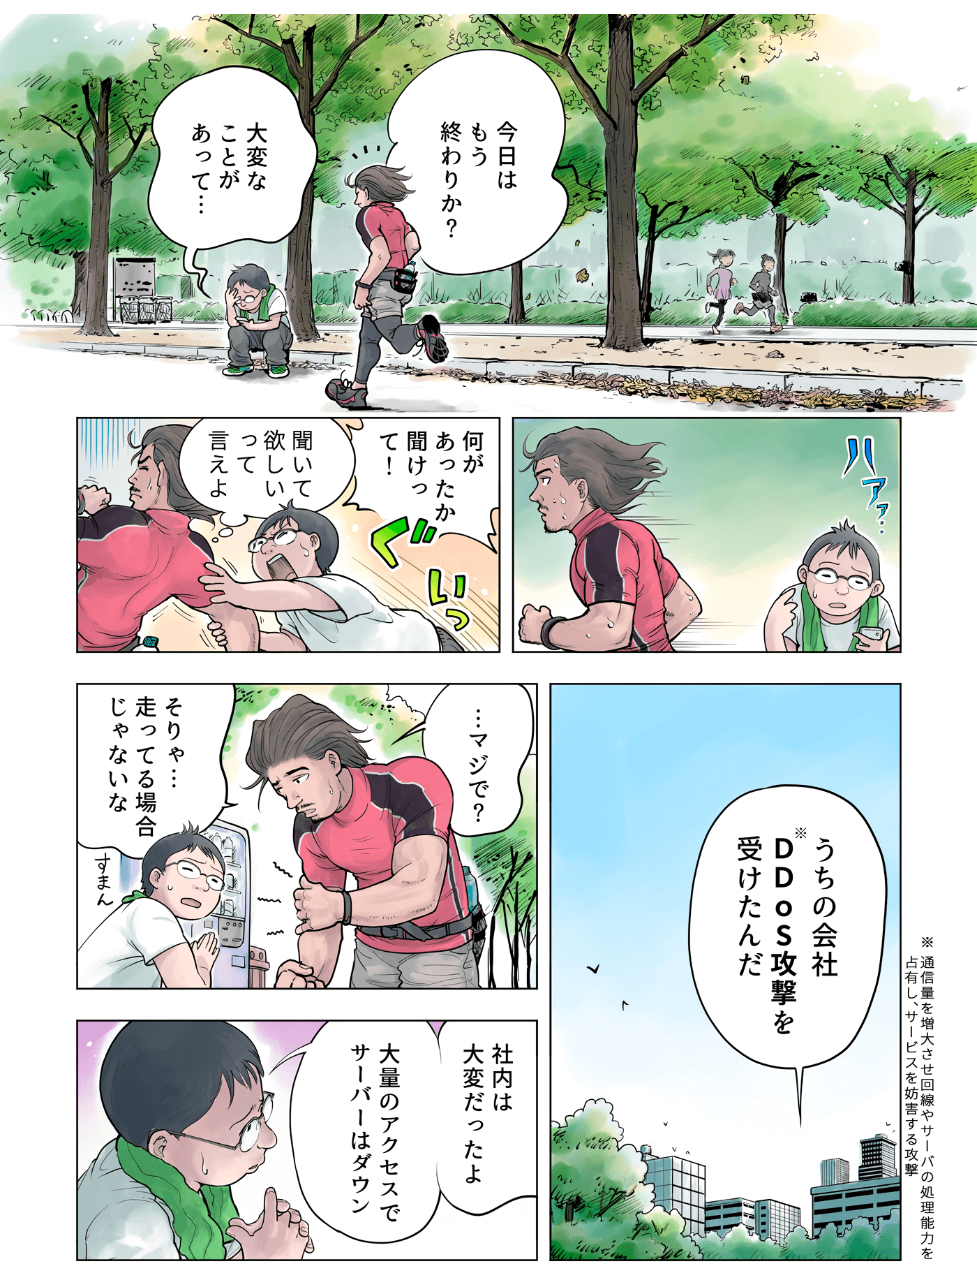 今日は
もう
終わりか？
大変な
ことが
あって…
ハァァ…
何が
あったか
聞けっ
て！
ぐいっ
聞いて
欲しい
って
言えよ
うちの会社
※
DDoS攻撃を
受けたんだ
※通信量を増大させ回線やサーバの処理能力を
占有し、サービスを妨害する攻撃
…マジで？
そりゃ…
走ってる場合
じゃないな
すまん
社内は
大変だったよ
大量のアクセスで
サーバーはダウン